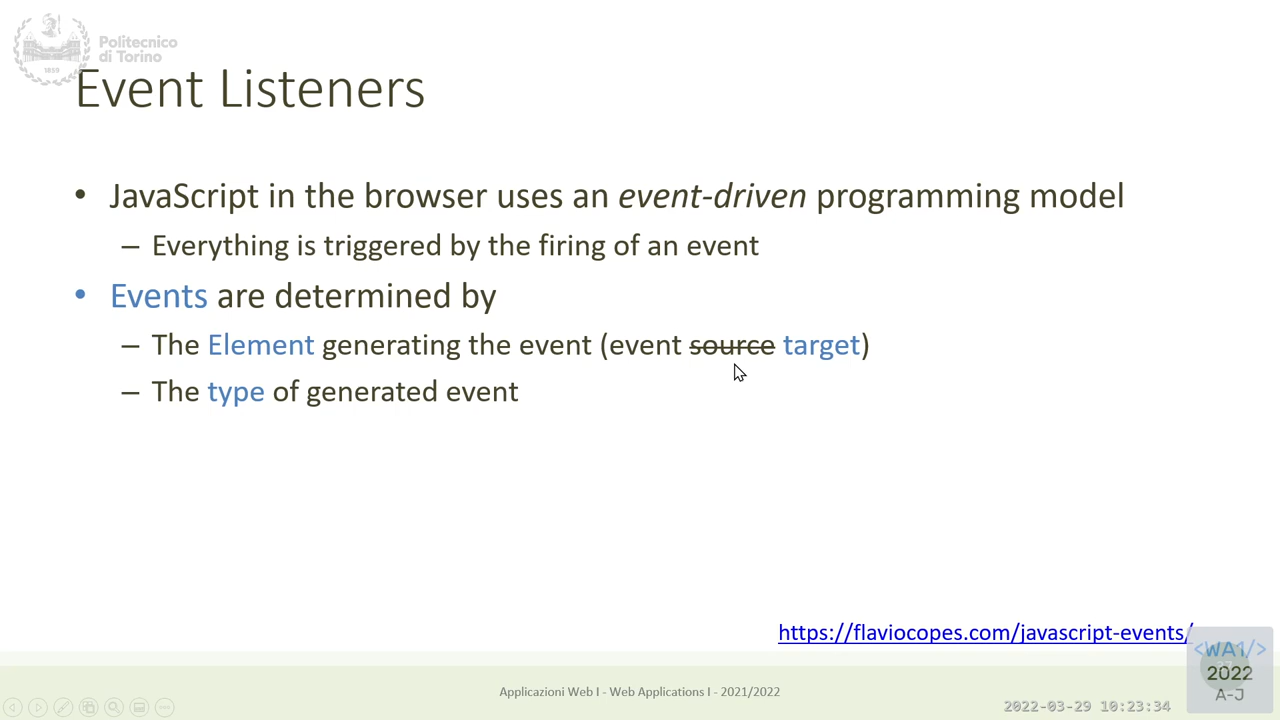 Politecnico
di Torino
1859
Event Listeners
• JavaScript in the browser uses an event-driven programming model
– Everything is triggered by the firing of an event
• Events are determined by
– The Element generating the event (event source target)
– The type of generated event
https://flaviocopes.com/javascript-events/
<WA1/>
2022
A-J
Applicazioni Web I - Web Applications I - 2021/2022
2022-03-29 10:23:34